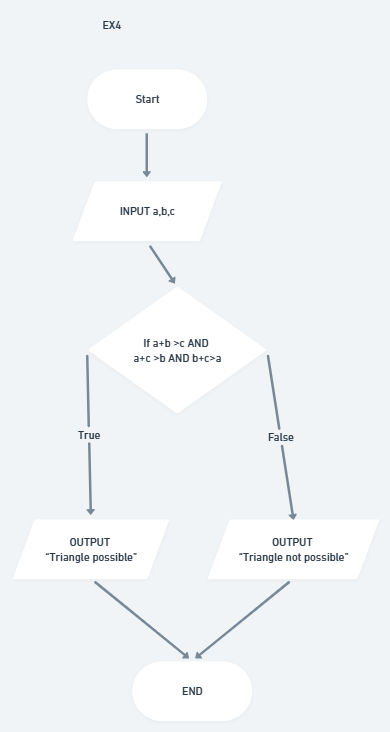 EX4
Start
INPUT a,b,c
If a+b >c AND
a+c >b AND b+c>a
True
False
OUTPUT
"Triangle possible"
OUTPUT
"Triangle not possible"
END